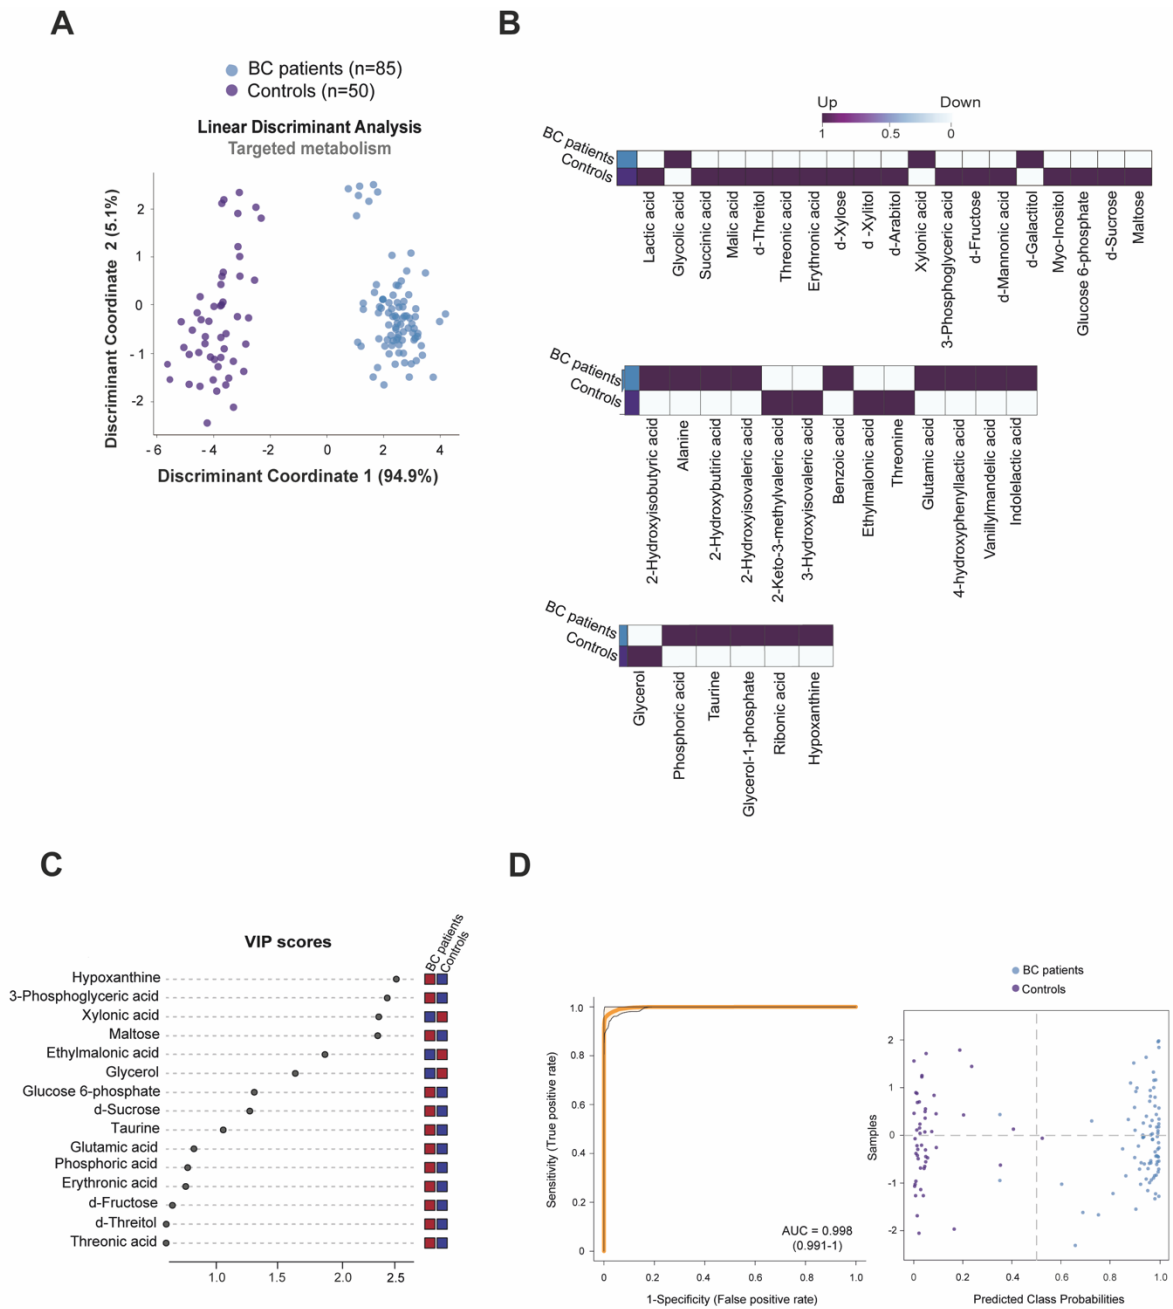 A
BC patients (n=85)
Controls (n=50)
Linear Discriminant Analysis
Targeted metabolism
Discriminant Coordinate 2 (5.1%)
2
1
0
- 1
-2
-6
- 4
- 2
0
2
4
Discriminant Coordinate 1 (94.9%)
B
Up
Down
1
0.5
0
BC patients
Controls
Lactic acid
Glycolic acid
Succinic acid
Malic acid
d-Threitol
Threonic acid
Erythronic acid
d-Xylose
d -Xylitol
d-Arabitol
Xylonic acid
3-Phosphoglyceric acid
d-Fructose
d-Mannonic acid
d-Galactitol
Myo-Inositol
Glucose 6-phosphate
d-Sucrose
Maltose
BC patients
Controls
2-Hydroxyisobutyric acid
Alanine
2-Hydroxybutiric acid
2-Hydroxyisovaleric acid
2-Keto-3-methylvaleric acid
3-Hydroxyisovaleric acid
Benzoic acid
Ethylmalonic acid
Threonine
Glutamic acid
4-hydroxyphenyllactic acid
Vanillylmandelic acid
Indolelactic acid
BC patients
Controls
Glycerol
Phosphoric acid
Taurine
Glycerol-1-phosphate
Ribonic acid
Hypoxanthine
C
VIP scores
BC patients
Controls
Hypoxanthine
3-Phosphoglyceric acid
Xylonic acid
Maltose
Ethylmalonic acid
Glycerol
Glucose 6-phosphate
d-Sucrose
Taurine
Glutamic acid
Phosphoric acid
Erythronic acid
d-Fructose
d-Threitol
Threonic acid
1.0
1.5
2.0
2.5
D
Sensitivity (True positive rate)
1.0
0.8
0.6
0.4
0.2
0
AUC = 0.998
(0.991-1)
0
0.2
0.4
0.6
0.8
1.0
1-Specificity (False positive rate)
BC patients
Controls
Samples
2
1
0
-1
-2
0
0.2
0.4
0.6
0.8
1.0
Predicted Class Probabilities